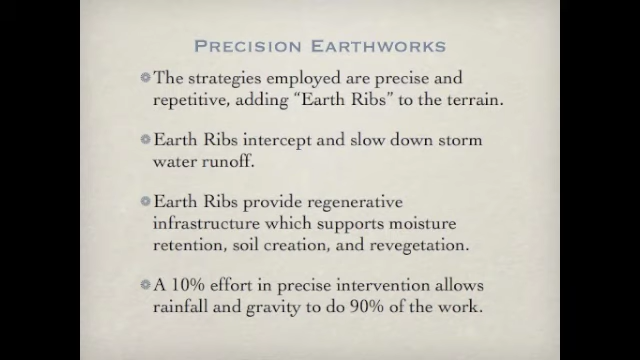 PRECISION EARTHWORKS
The strategies employed are precise and
repetitive, adding “Earth Ribs” to the terrain.
Earth Ribs intercept and slow down storm
water runoff.
Earth Ribs provide regenerative
infrastructure which supports moisture
retention, soil creation, and revegetation.
A 10% effort in precise intervention allows
rainfall and gravity to do 90% of the work.